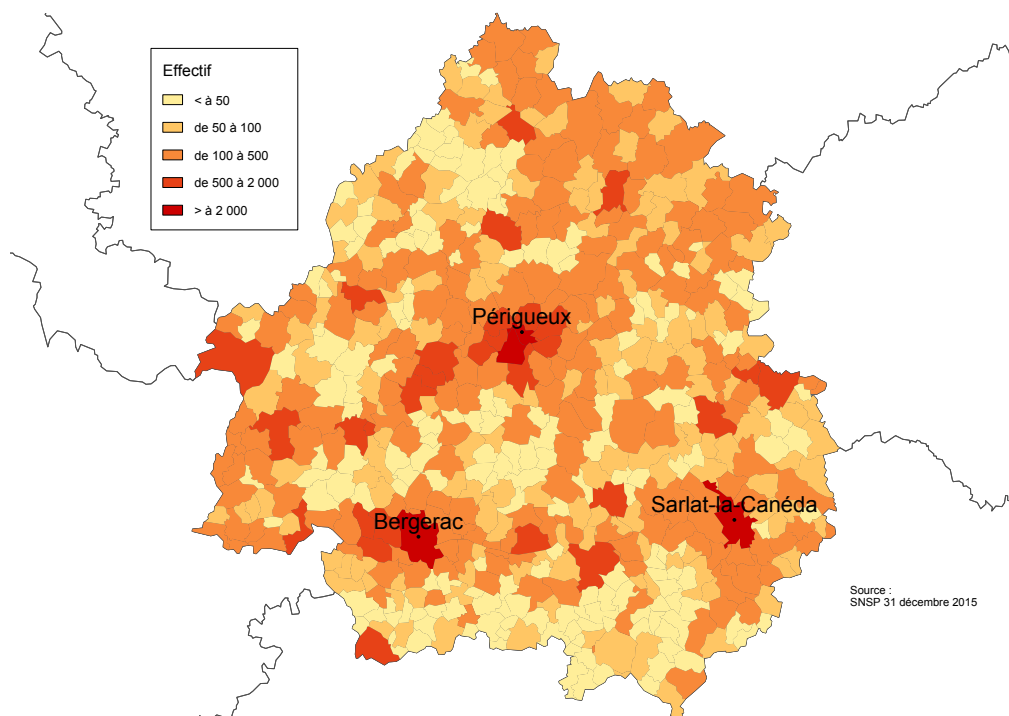 Effectif
< à 50
de 50 à 100
de 100 à 500
de 500 à 2 000
> à 2 000
Périgueux
Sarlat-la-Canéda
Bergerac
Source :
SNSP 31 décembre 2015